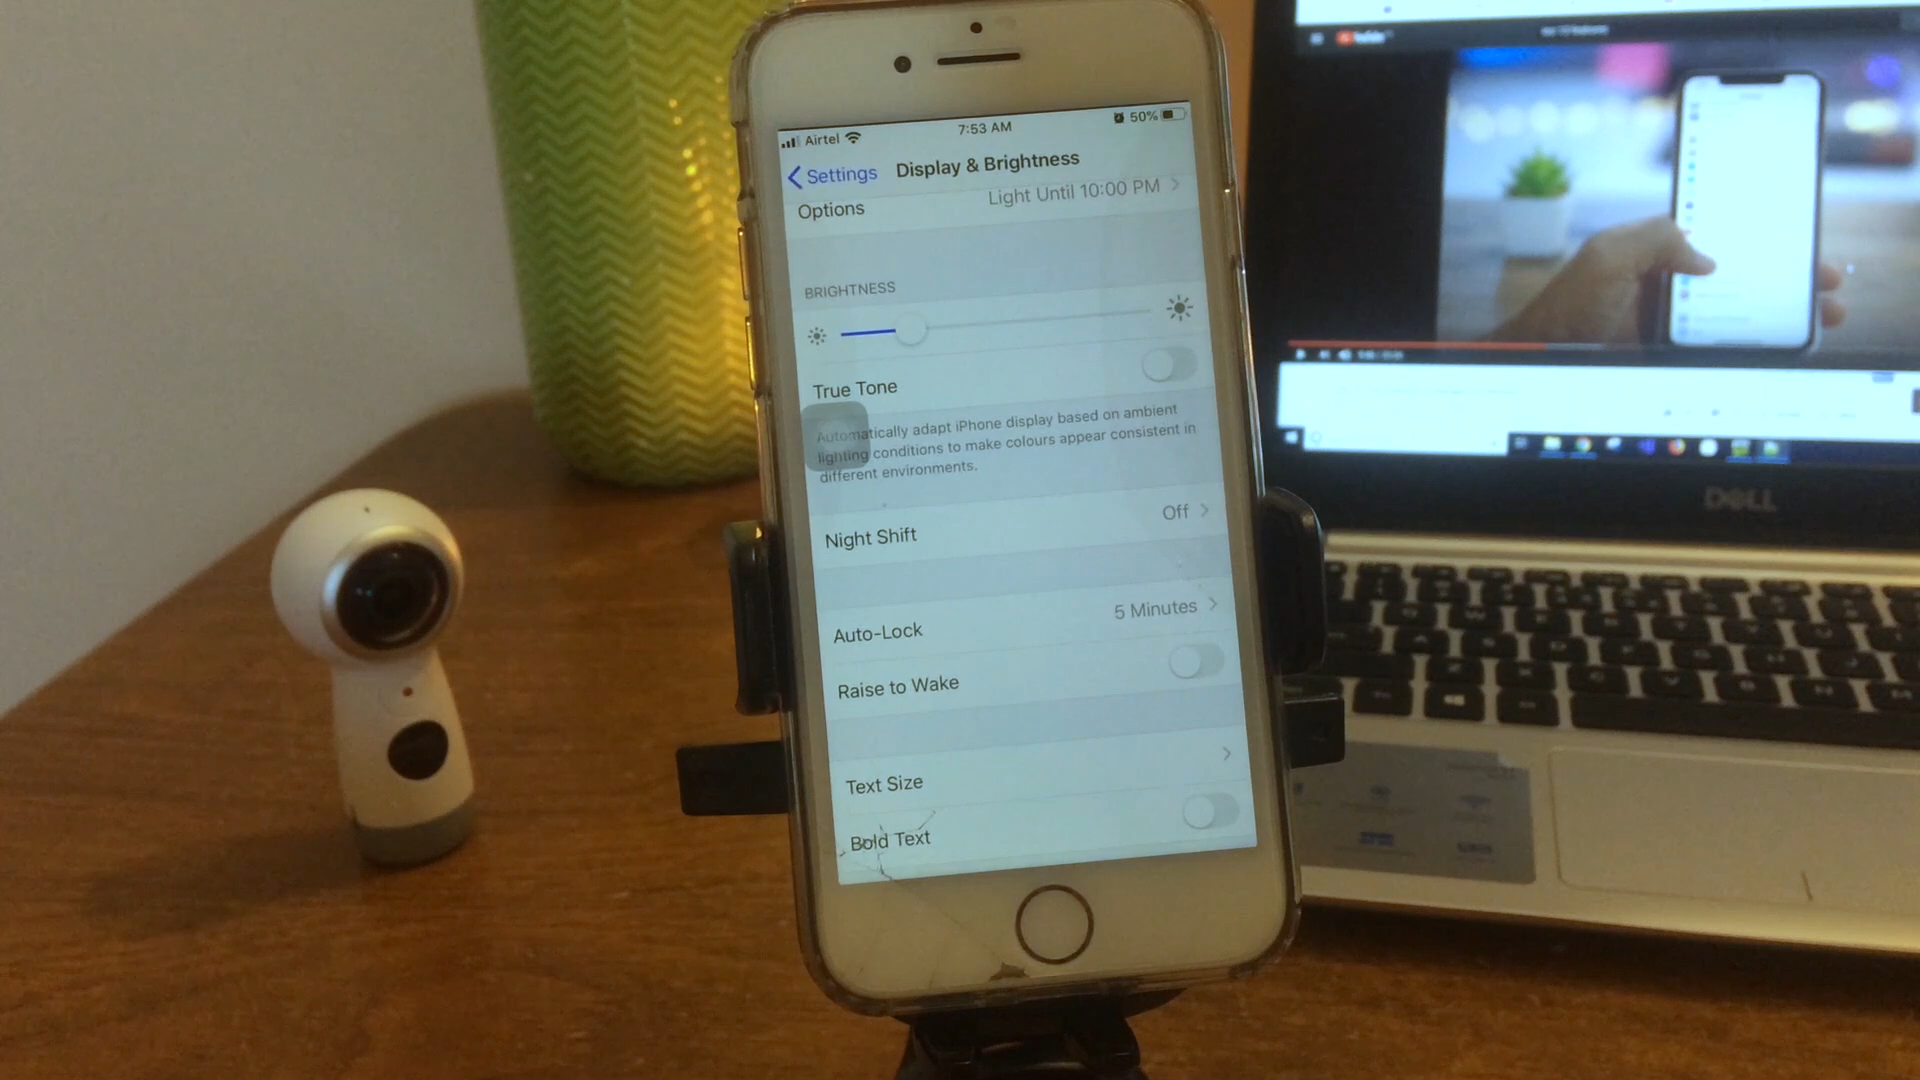 Airtel 7:53 AM 50%
Settings Display & Brightness
Options Light Until 10:00 PM
BRIGHTNESS
True Tone
Automatically adapt iPhone display based on ambient
lighting conditions to make colours appear consistent in
different environments.
Night Shift Off
Auto-Lock 5 Minutes
Raise to Wake
Text Size
Bold Text
YouTube
DELL